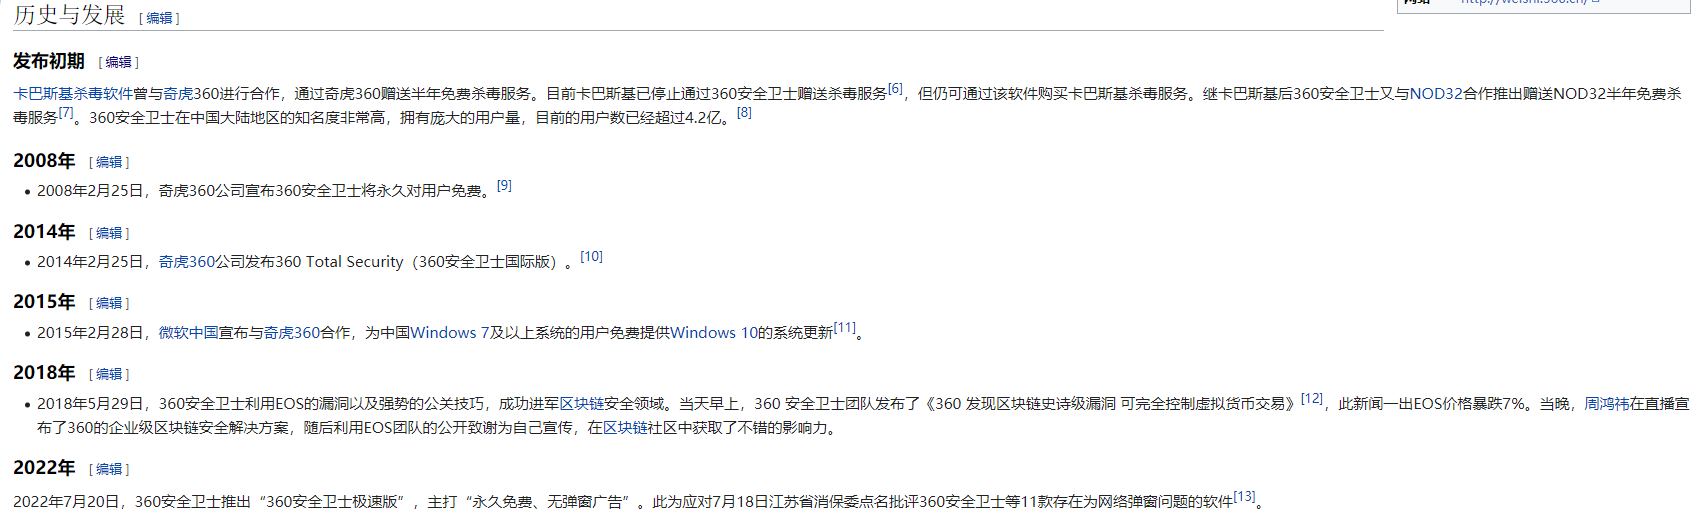 历史与发展 [编辑]
网站 http://weishi.360.cn/
发布初期 [编辑]
卡巴斯基杀毒软件曾与奇虎360进行合作，通过奇虎360赠送半年免费杀毒服务。目前卡巴斯基已停止通过360安全卫士赠送杀毒服务[6]，但仍可通过该软件购买卡巴斯基杀毒服务。继卡巴斯基后360安全卫士又与NOD32合作推出赠送NOD32半年免费杀
毒服务[7]。360安全卫士在中国大陆地区的知名度非常高，拥有庞大的用户量，目前的用户数已经超过4.2亿。[8]
2008年 [编辑]
• 2008年2月25日，奇虎360公司宣布360安全卫士将永久对用户免费。[9]
2014年 [编辑]
• 2014年2月25日，奇虎360公司发布360 Total Security（360安全卫士国际版）。[10]
2015年 [编辑]
• 2015年2月28日，微软中国宣布与奇虎360合作，为中国Windows 7及以上系统的用户免费提供Windows 10的系统更新[11]。
2018年 [编辑]
• 2018年5月29日，360安全卫士利用EOS的漏洞以及强势的公关技巧，成功进军区块链安全领域。当天早上，360 安全卫士团队发布了《360 发现区块链史诗级漏洞 可完全控制虚拟货币交易》[12]，此新闻一出EOS价格暴跌7%。当晚，周鸿祎在直播宣
布了360的企业级区块链安全解决方案，随后利用EOS团队的公开致谢为自己宣传，在区块链社区中获取了不错的影响力。
2022年 [编辑]
2022年7月20日，360安全卫士推出“360安全卫士极速版”，主打“永久免费、无弹窗广告”。此为应对7月18日江苏省消保委点名批评360安全卫士等11款存在为网络弹窗问题的软件[13]。